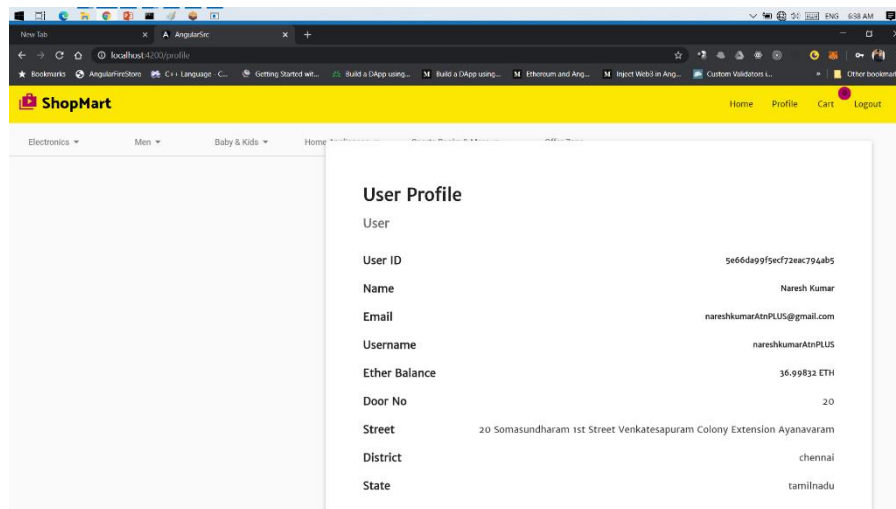 ENG 6:38 AM
New Tab × A AngularSrc × +
localhost:4200/profile
Bookmarks AngularFireStore C++ Language - C... Getting Started wit... Build a DApp using... M Build a DApp using... M Ethereum and Ang... M Inject Web3 in Ang... Custom Validators i... » Other bookmar
ShopMart Home Profile Cart Logout
Electronics Men Baby & Kids Home
User Profile
User
User ID 5e66da99f5ecf72eac794ab5
Name Naresh Kumar
Email nareshkumarAtnPLUS@gmail.com
Username nareshkumarAtnPLUS
Ether Balance 36.99832 ETH
Door No 20
Street 20 Somasundharam 1st Street Venkatesapuram Colony Extension Ayanavaram
District chennai
State tamilnadu